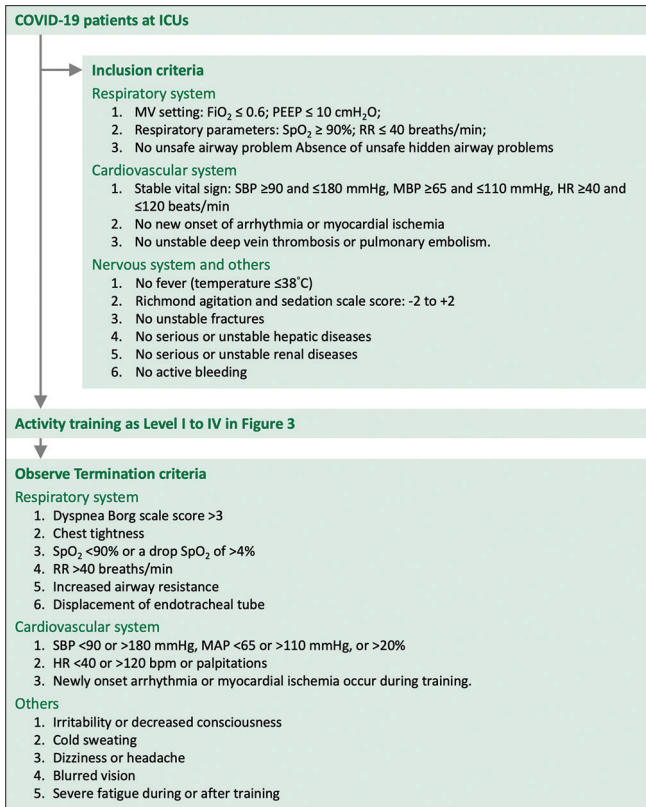 COVID-19 patients at ICUs
Inclusion criteria
Respiratory system
1. MV setting: FiO₂ ≤ 0.6; PEEP ≤ 10 cmH₂O;
2. Respiratory parameters: SpO₂ ≥ 90%; RR ≤ 40 breaths/min;
3. No unsafe airway problem Absence of unsafe hidden airway problems
Cardiovascular system
1. Stable vital sign: SBP ≥90 and ≤180 mmHg, MBP ≥65 and ≤110 mmHg, HR ≥40 and
≤120 beats/min
2. No new onset of arrhythmia or myocardial ischemia
3. No unstable deep vein thrombosis or pulmonary embolism.
Nervous system and others
1. No fever (temperature ≤38°C)
2. Richmond agitation and sedation scale score: -2 to +2
3. No unstable fractures
4. No serious or unstable hepatic diseases
5. No serious or unstable renal diseases
6. No active bleeding
Activity training as Level I to IV in Figure 3
Observe Termination criteria
Respiratory system
1. Dyspnea Borg scale score >3
2. Chest tightness
3. SpO₂ <90% or a drop SpO₂ of >4%
4. RR >40 breaths/min
5. Increased airway resistance
6. Displacement of endotracheal tube
Cardiovascular system
1. SBP <90 or >180 mmHg, MAP <65 or >110 mmHg, or >20%
2. HR <40 or >120 bpm or palpitations
3. Newly onset arrhythmia or myocardial ischemia occur during training.
Others
1. Irritability or decreased consciousness
2. Cold sweating
3. Dizziness or headache
4. Blurred vision
5. Severe fatigue during or after training